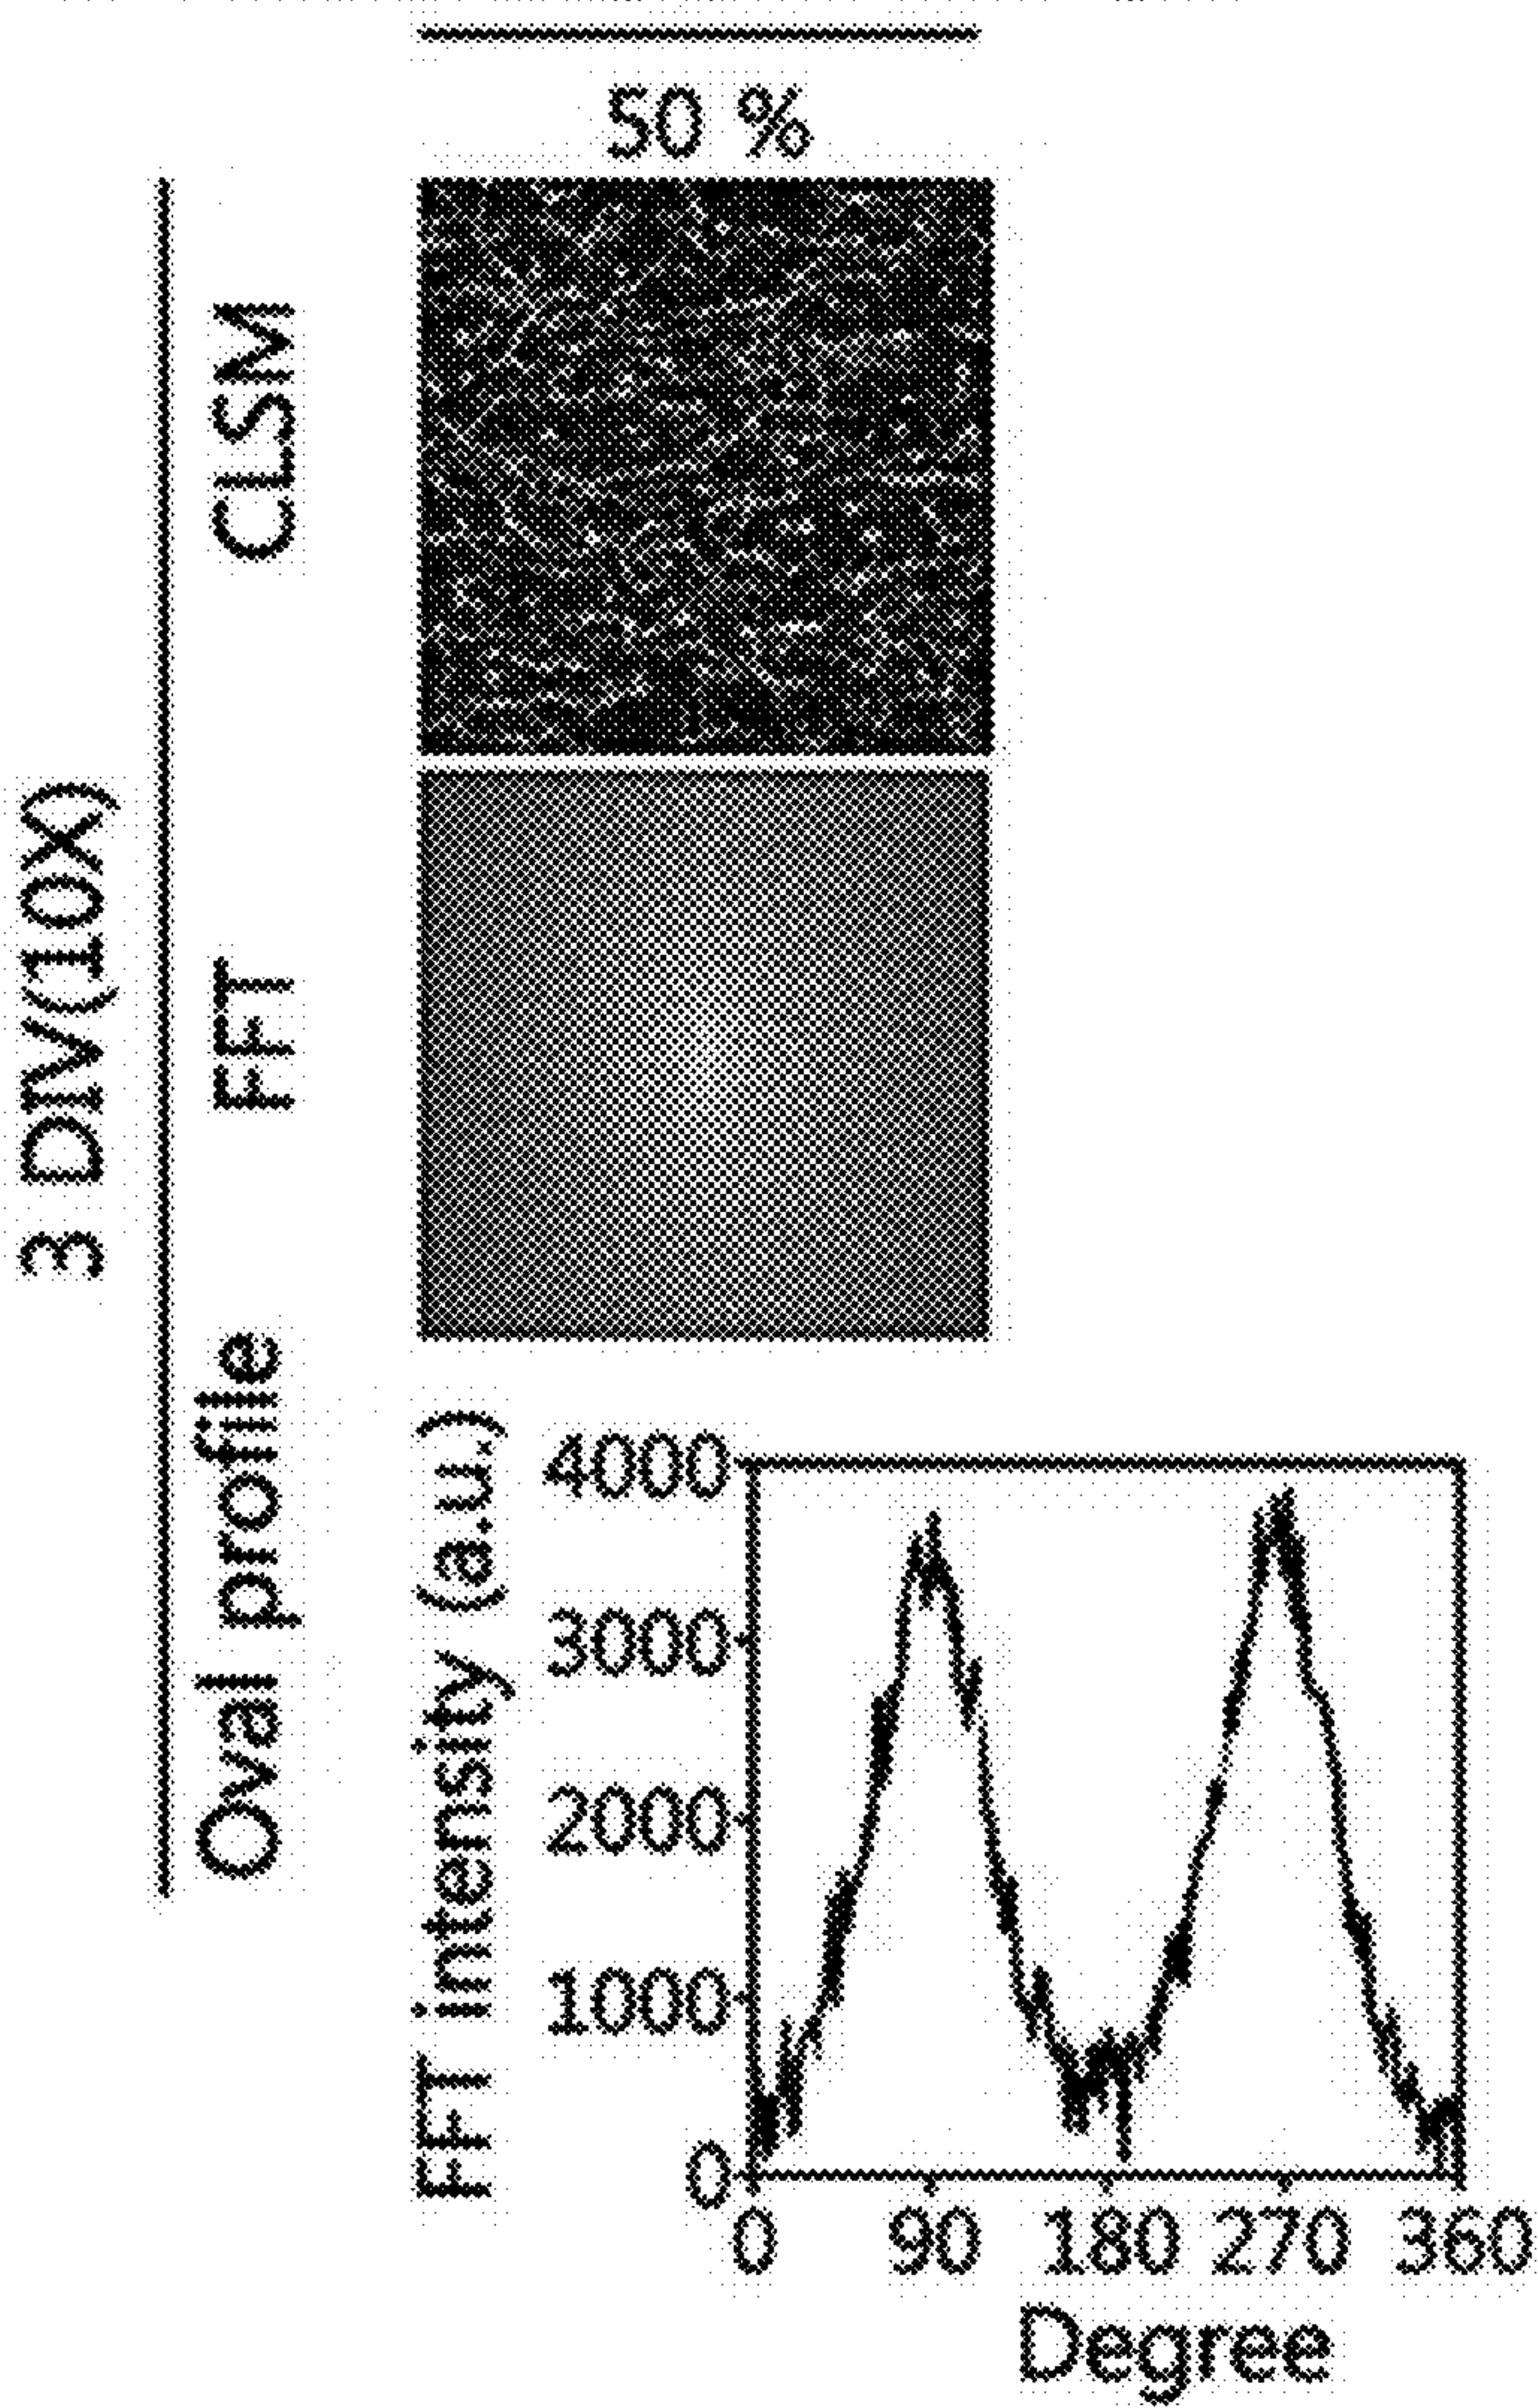 50 %
3 DIV(10X)
CLSM
FFT
Oval profile
FFT intensity (a.u.)
4000
3000
2000
1000
0
0 90 180 270 360
Degree